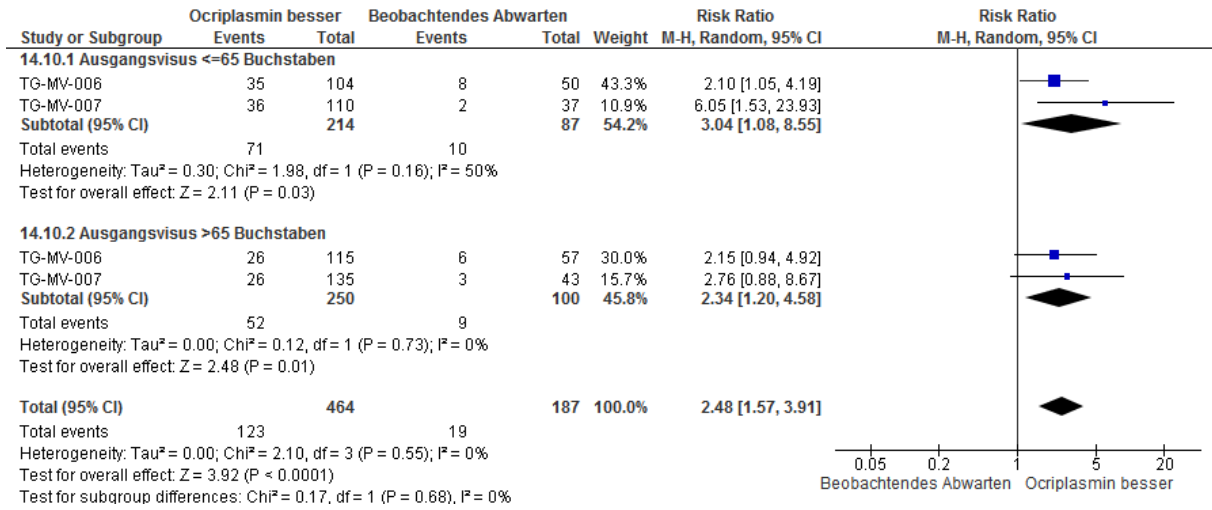 Ocriplasmin besser Beobachtendes Abwarten Risk Ratio Risk Ratio
Study or Subgroup Events Total Events Total Weight M-H, Random, 95% CI M-H, Random, 95% CI
14.10.1 Ausgangsvisus <=65 Buchstaben
TG-MV-006 35 104 8 50 43.3% 2.10 [1.05, 4.19]
TG-MV-007 36 110 2 37 10.9% 6.05 [1.53, 23.93]
Subtotal (95% CI) 214 87 54.2% 3.04 [1.08, 8.55]
Total events 71 10
Heterogeneity: Tau² = 0.30; Chi² = 1.98, df = 1 (P = 0.16); I² = 50%
Test for overall effect: Z = 2.11 (P = 0.03)
14.10.2 Ausgangsvisus >65 Buchstaben
TG-MV-006 26 115 6 57 30.0% 2.15 [0.94, 4.92]
TG-MV-007 26 135 3 43 15.7% 2.76 [0.88, 8.67]
Subtotal (95% CI) 250 100 45.8% 2.34 [1.20, 4.58]
Total events 52 9
Heterogeneity: Tau² = 0.00; Chi² = 0.12, df = 1 (P = 0.73); I² = 0%
Test for overall effect: Z = 2.48 (P = 0.01)
Total (95% CI) 464 187 100.0% 2.48 [1.57, 3.91]
Total events 123 19
Heterogeneity: Tau² = 0.00; Chi² = 2.10, df = 3 (P = 0.55); I² = 0%
Test for overall effect: Z = 3.92 (P < 0.0001)
Test for subgroup differences: Chi² = 0.17, df = 1 (P = 0.68), I² = 0%
0.05 0.2 1 5 20
Beobachtendes Abwarten Ocriplasmin besser